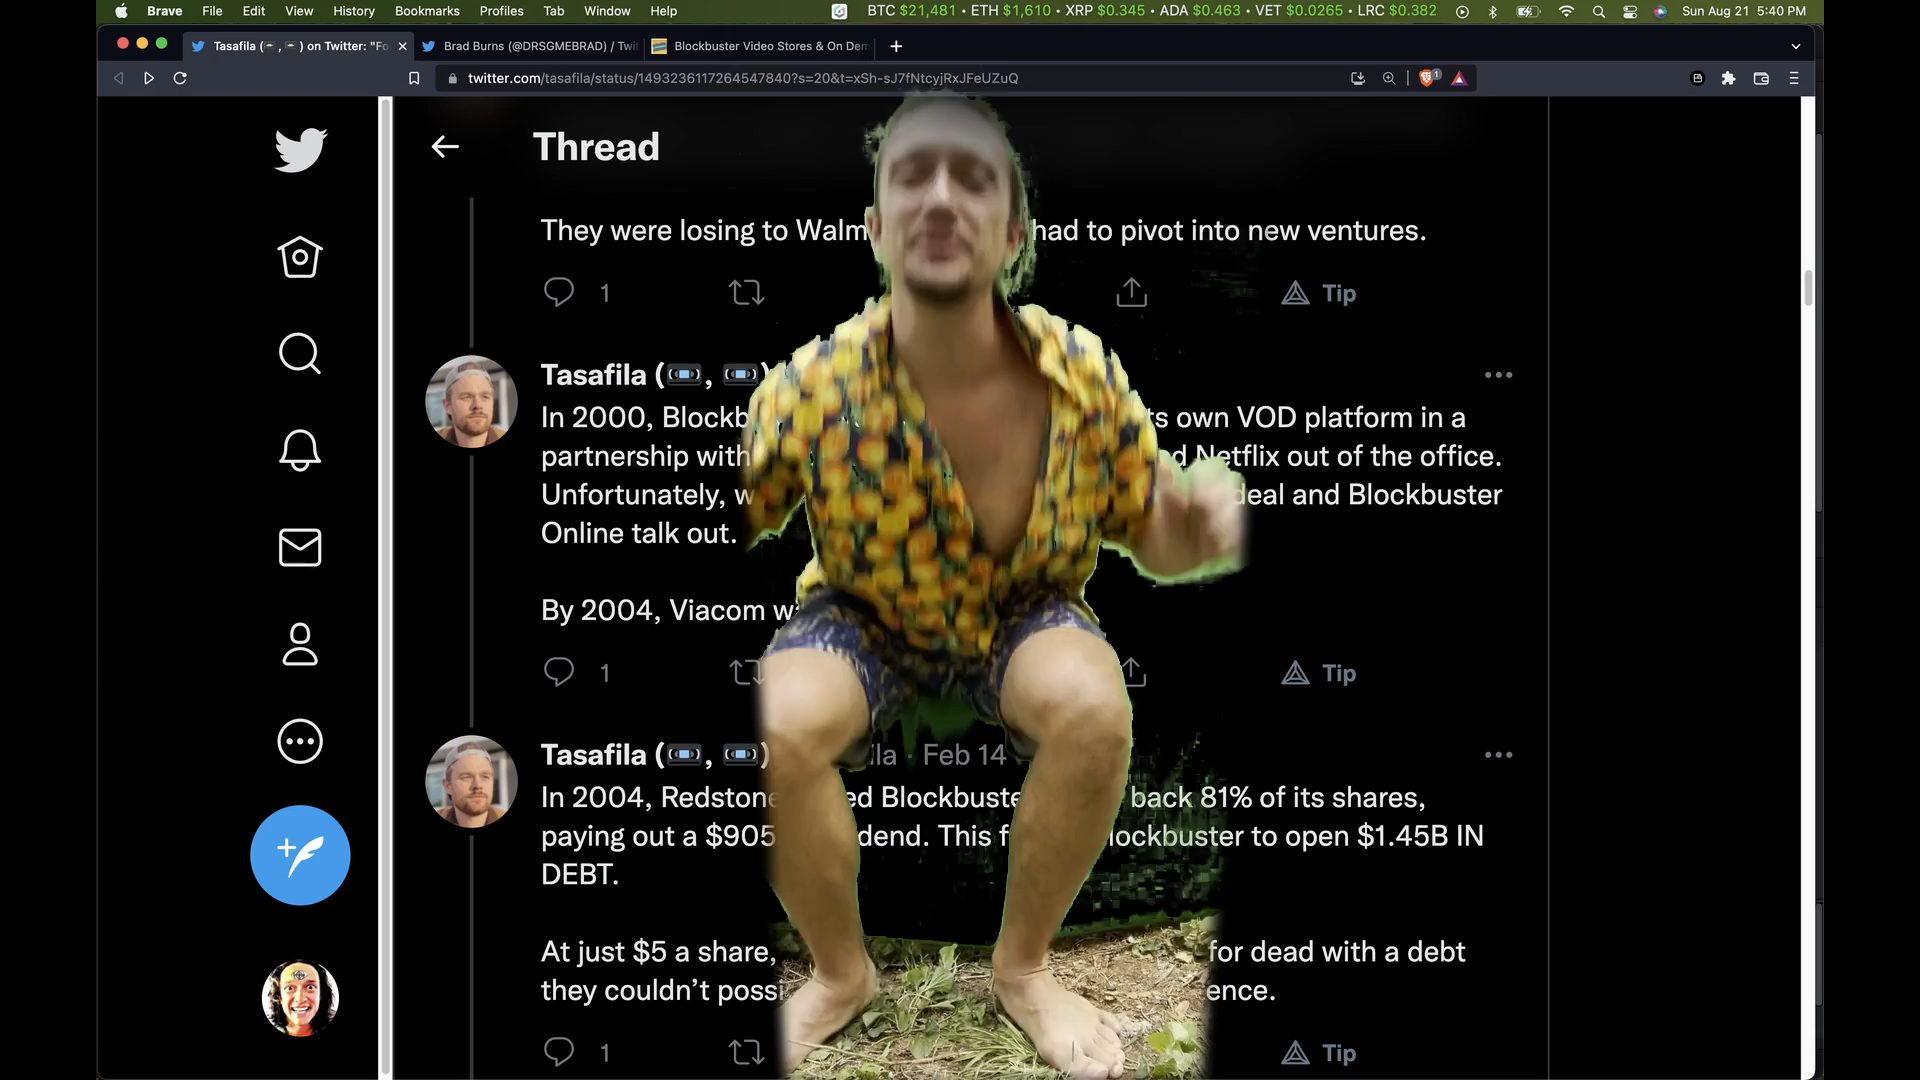 Brave File Edit View History Bookmarks Profiles Tab Window Help BTC $21,481 • ETH $1,610 • XRP $0.345 • ADA $0.463 • VET $0.0265 • LRC $0.382 Sun Aug 21 5:40 PM
Tasafila (📼, 📼) on Twitter: "Fo
Brad Burns (@DRSGMEBRAD) / Twi
Blockbuster Video Stores & On Dem
twitter.com/tasafila/status/1493236117264547840?s=20&t=xSh-sJ7fNtcyjRxJFeUZuQ
1
Thread
They were losing to Walm had to pivot into new ventures.
1 Tip
Tasafila (📼, 📼)
In 2000, Blockb ts own VOD platform in a
partnership with d Netflix out of the office.
Unfortunately, w deal and Blockbuster
Online talk out.
By 2004, Viacom wa
1 Tip
Tasafila (📼, 📼) ila · Feb 14
In 2004, Redstone ed Blockbuste back 81% of its shares,
paying out a $905 dend. This f lockbuster to open $1.45B IN
DEBT.
At just $5 a share, for dead with a debt
they couldn't possi ence.
1 Tip